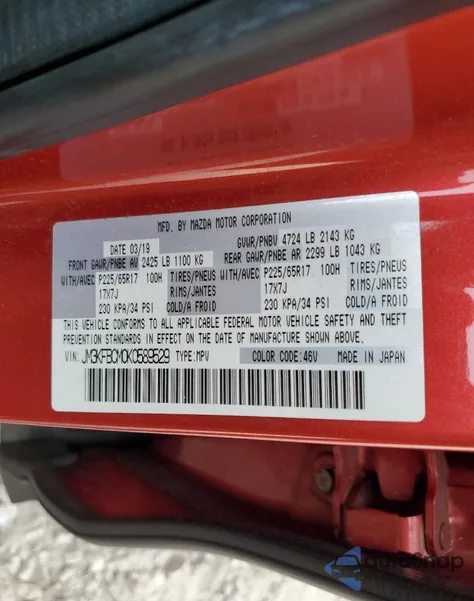 MFD. BY MAZDA MOTOR CORPORATION
DATE 03/19 GVWR/PNBV 4724 LB 2143 KG
FRONT GAWR/PNBE AV 2425 LB 1100 KG REAR GAWR/PNBE AR 2299 LB 1043 KG
WITH/AVEC P225/65R17 100H TIRES/PNEUS WITH/AVEC P225/65R17 100H TIRES/PNEUS
17X7J RIMS/JANTES 17X7J RIMS/JANTES
230 KPA/34 PSI COLD/A FROID 230 KPA/34 PSI COLD/A FROID
THIS VEHICLE CONFORMS TO ALL APPLICABLE FEDERAL MOTOR VEHICLE SAFETY AND THEFT
PREVENTION STANDARDS IN EFFECT ON THE DATE OF MANUFACTURE SHOWN ABOVE.
VIN: JM3KFBCM0K0589529 TYPE:MPV COLOR CODE:46V MADE IN JAPAN
AutoSnap